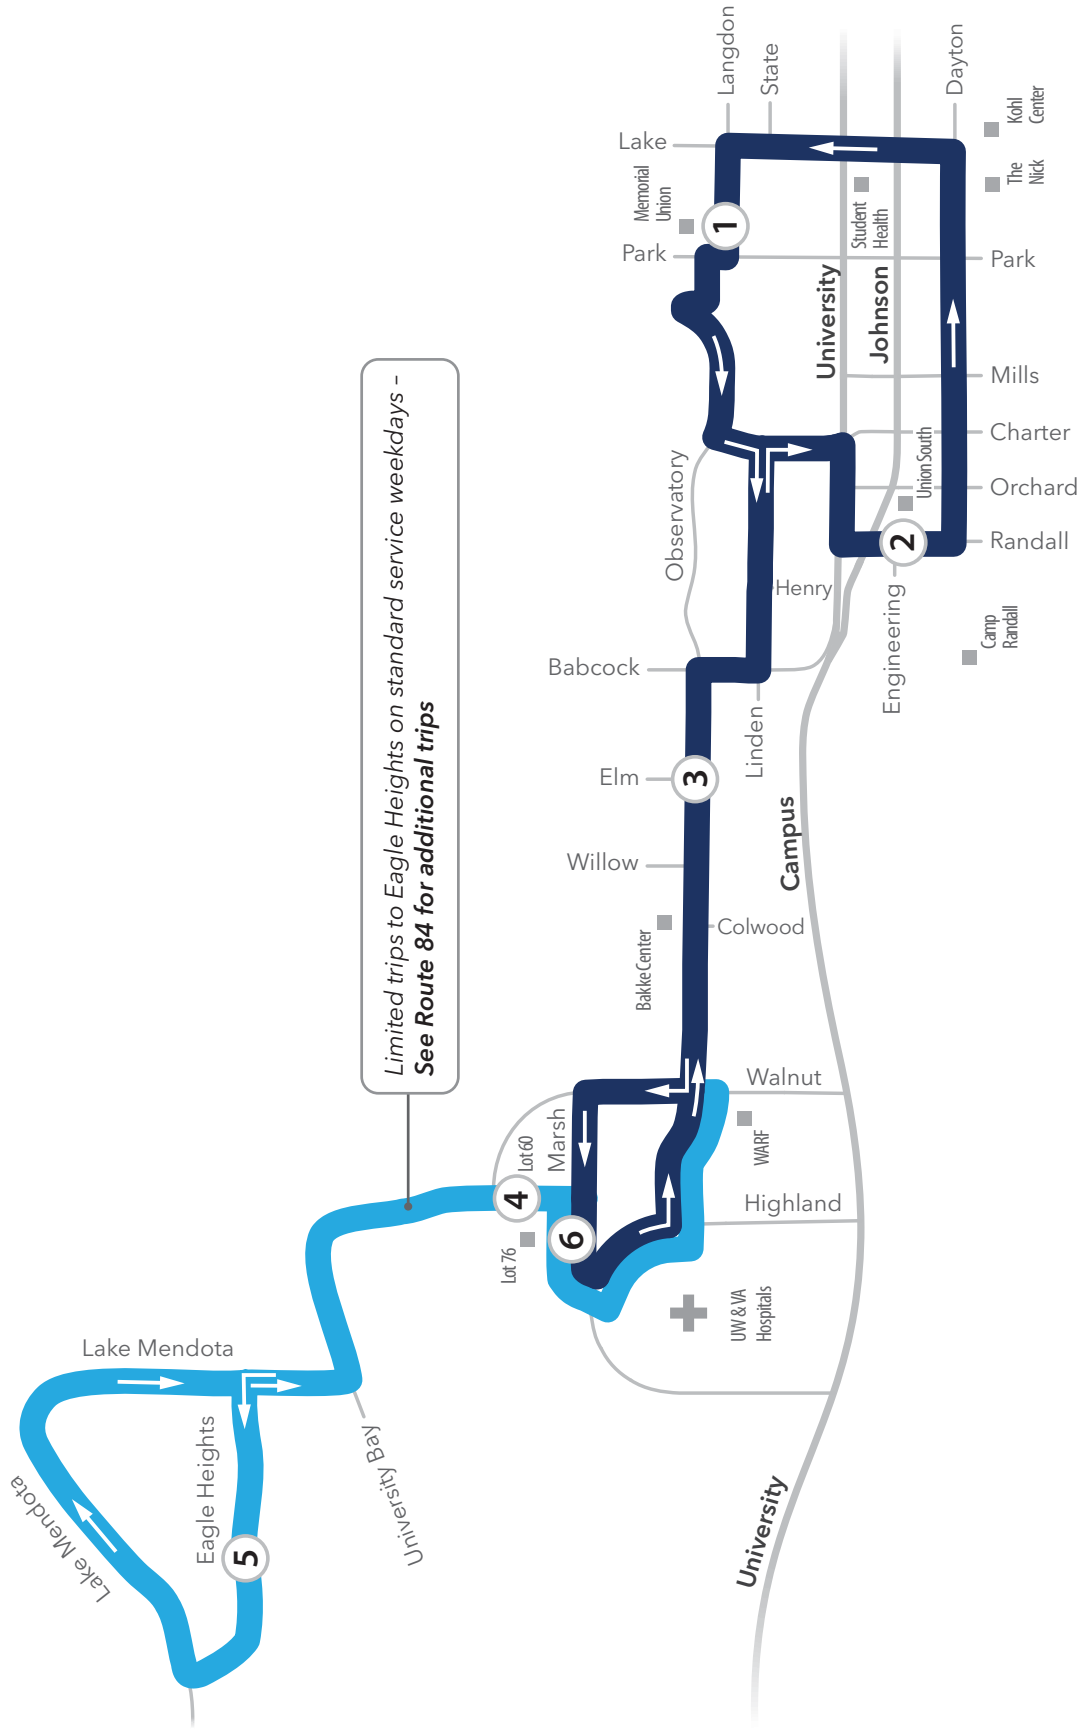 Langdon
State
Dayton
Lake
Memorial
Union
Kohl
Center
The
Nick
1
Student
Health
Park
Park
University
Johnson
Mills
Charter
Union South
Orchard
Observatory
2
Randall
Henry
Engineering
Camp
Randall
Babcock
Linden
Elm
3
Campus
Willow
Colwood
Bakke Center
Limited trips to Eagle Heights on standard service weekdays –
See Route 84 for additional trips
Walnut
Marsh
Lot 60
WARF
4
Highland
6
Lot 76
UW & VA
Hospitals
Lake Mendota
Eagle Heights
University Bay
Lake Mendota
5
University